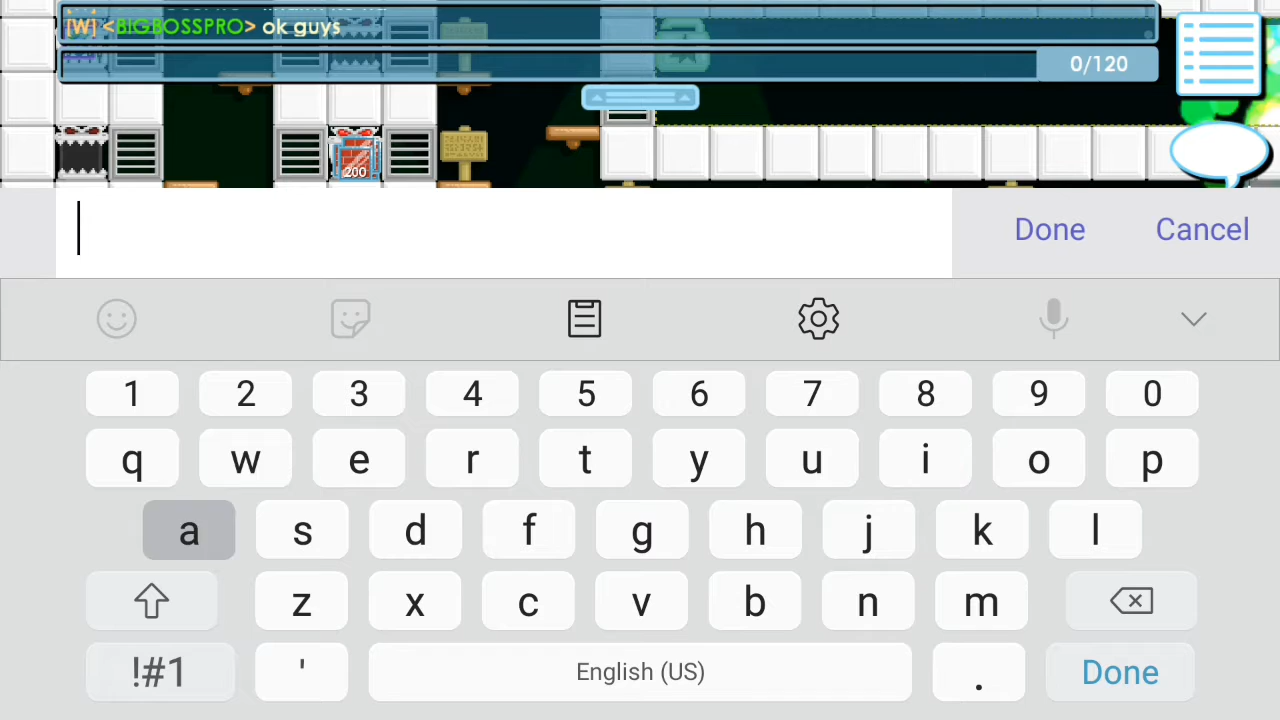 [W] <BIGBOSSPRO> ok guys
0/120
200
Done Cancel
1 2 3 4 5 6 7 8 9 0
q w e r t y u i o p
a s d f g h j k l
z x c v b n m
!#1 ' English (US) . Done